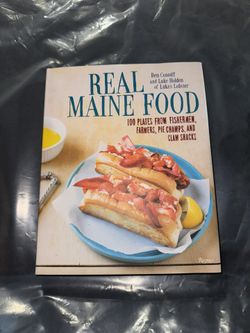 Ben Conniff
and Luke Holden
of Luke's Lobster
REAL
MAINE FOOD
100 PLATES FROM FISHERMEN,
FARMERS, PIE CHAMPS, AND
CLAM SHACKS